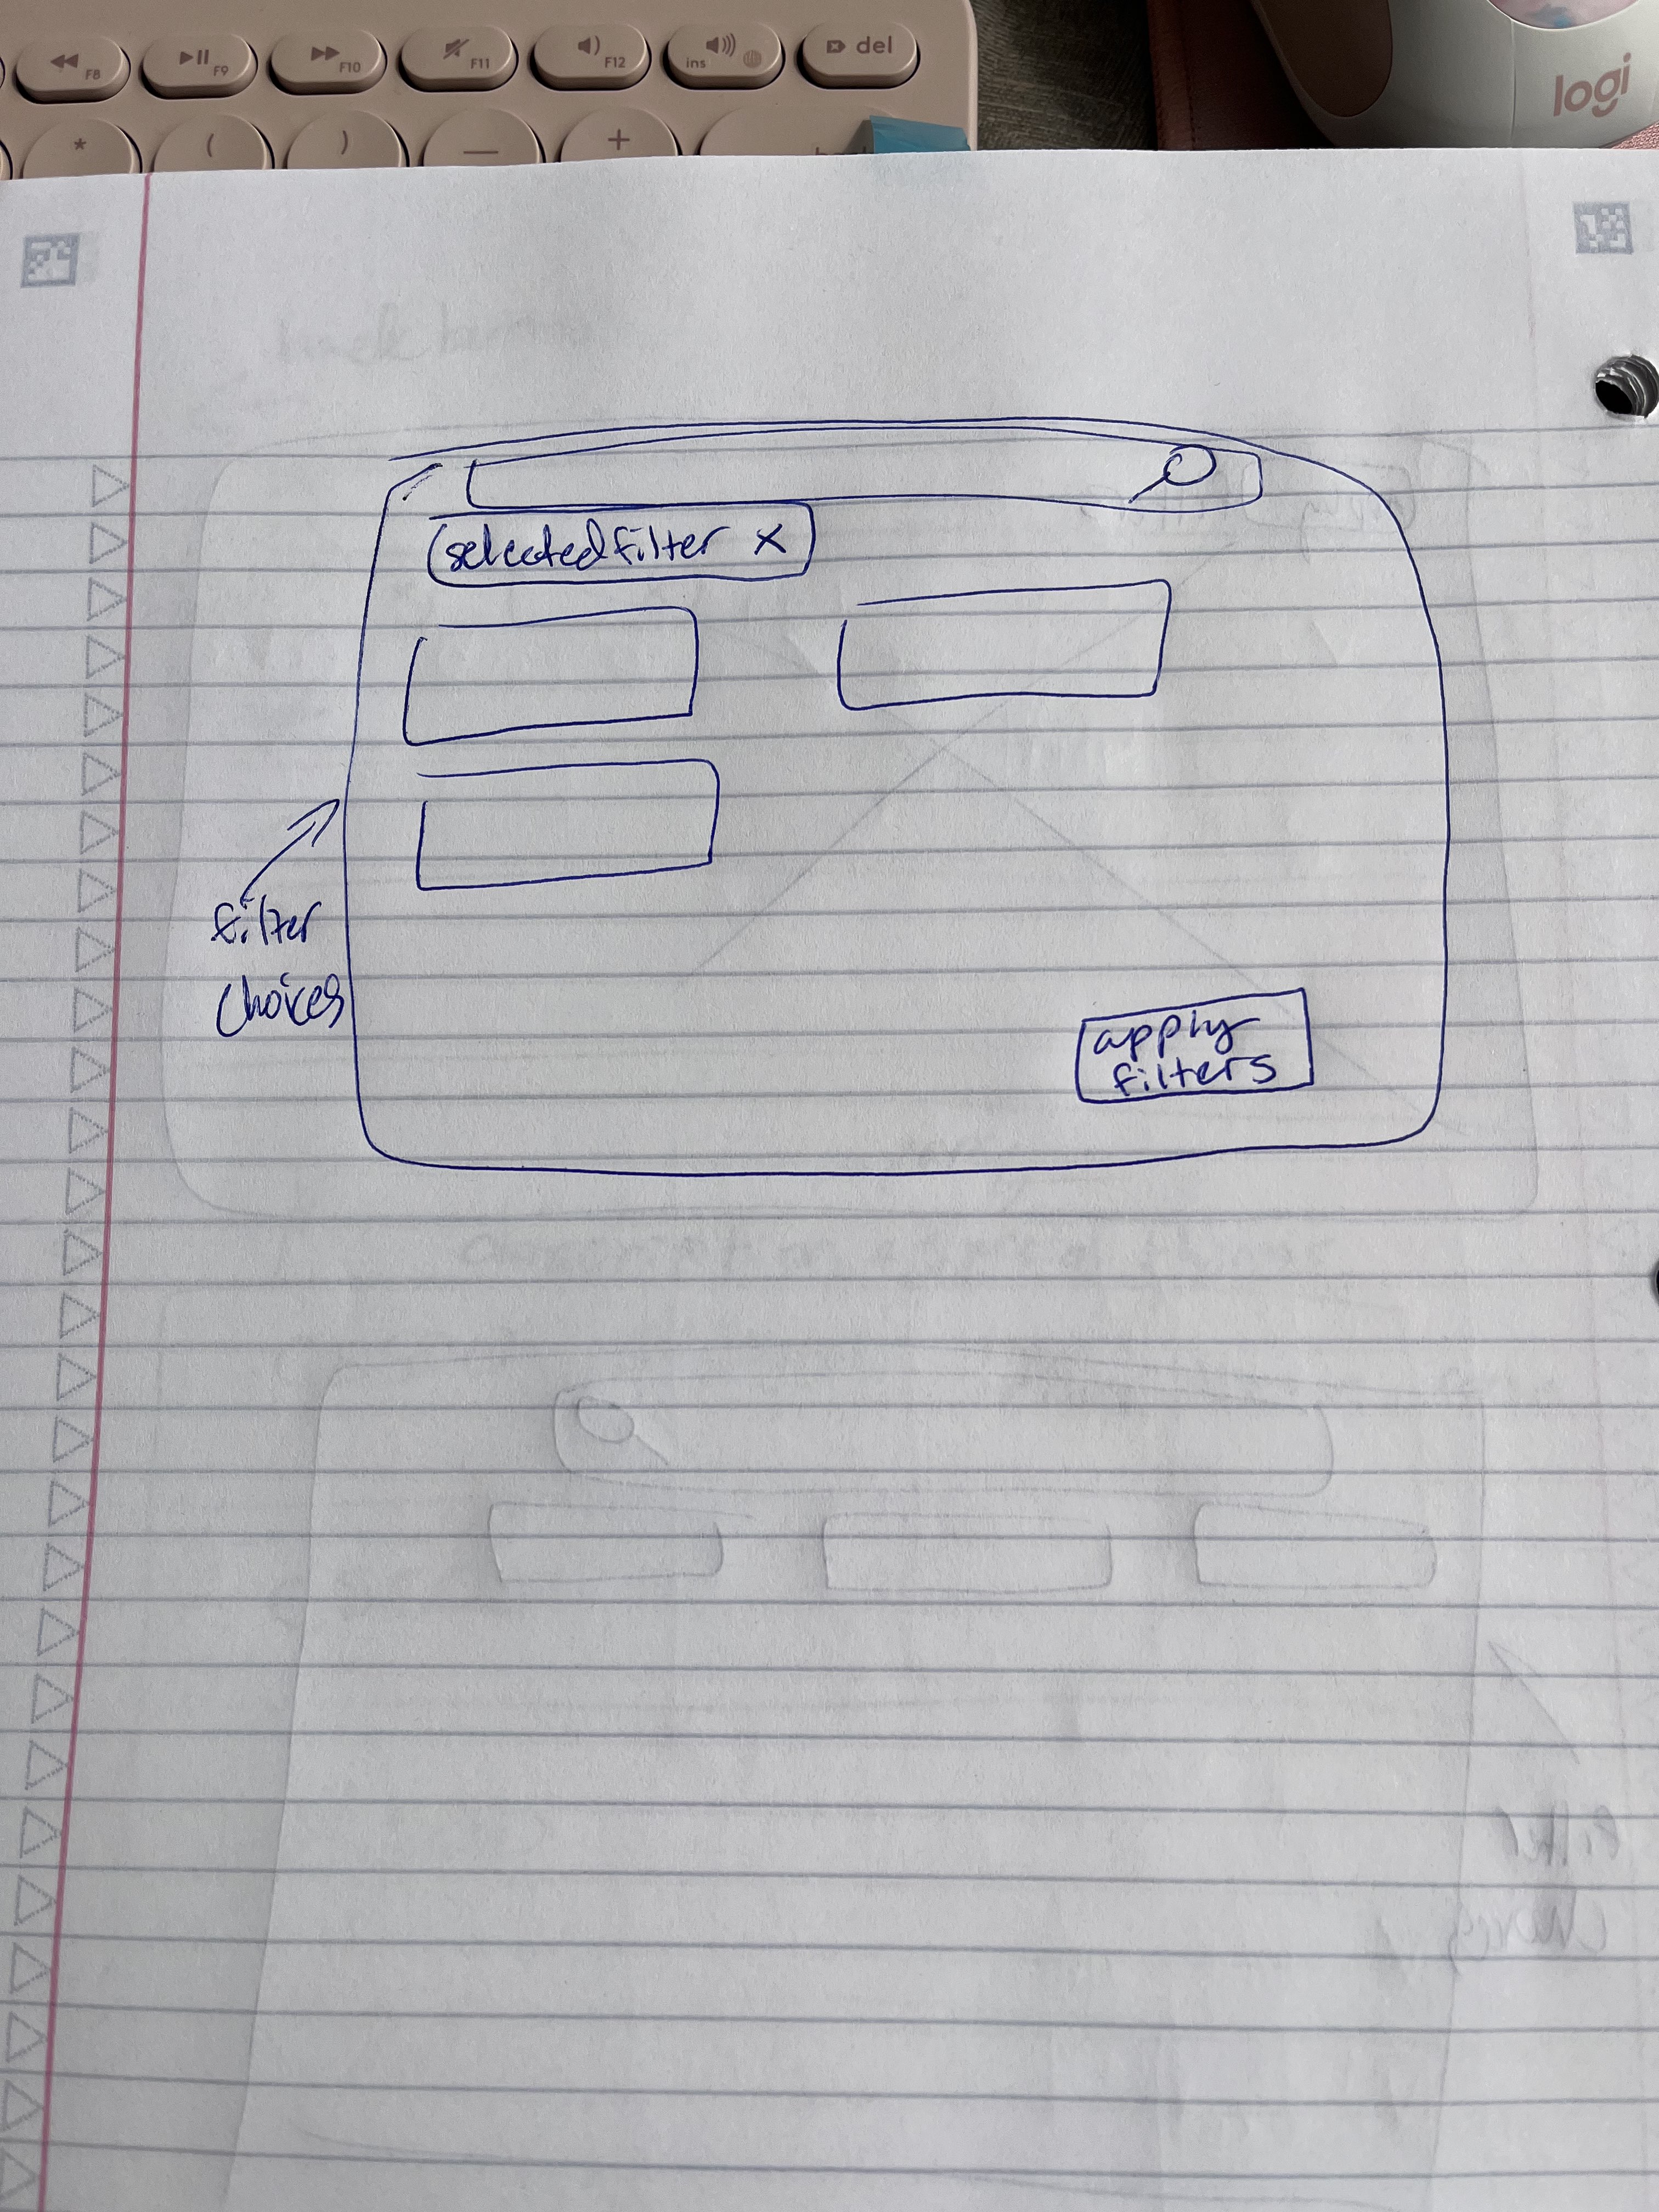 F8
F9
F10
F11
F12
ins
del
logi
*
(
)
—
+
selected filter x
filter
choices
apply
filters